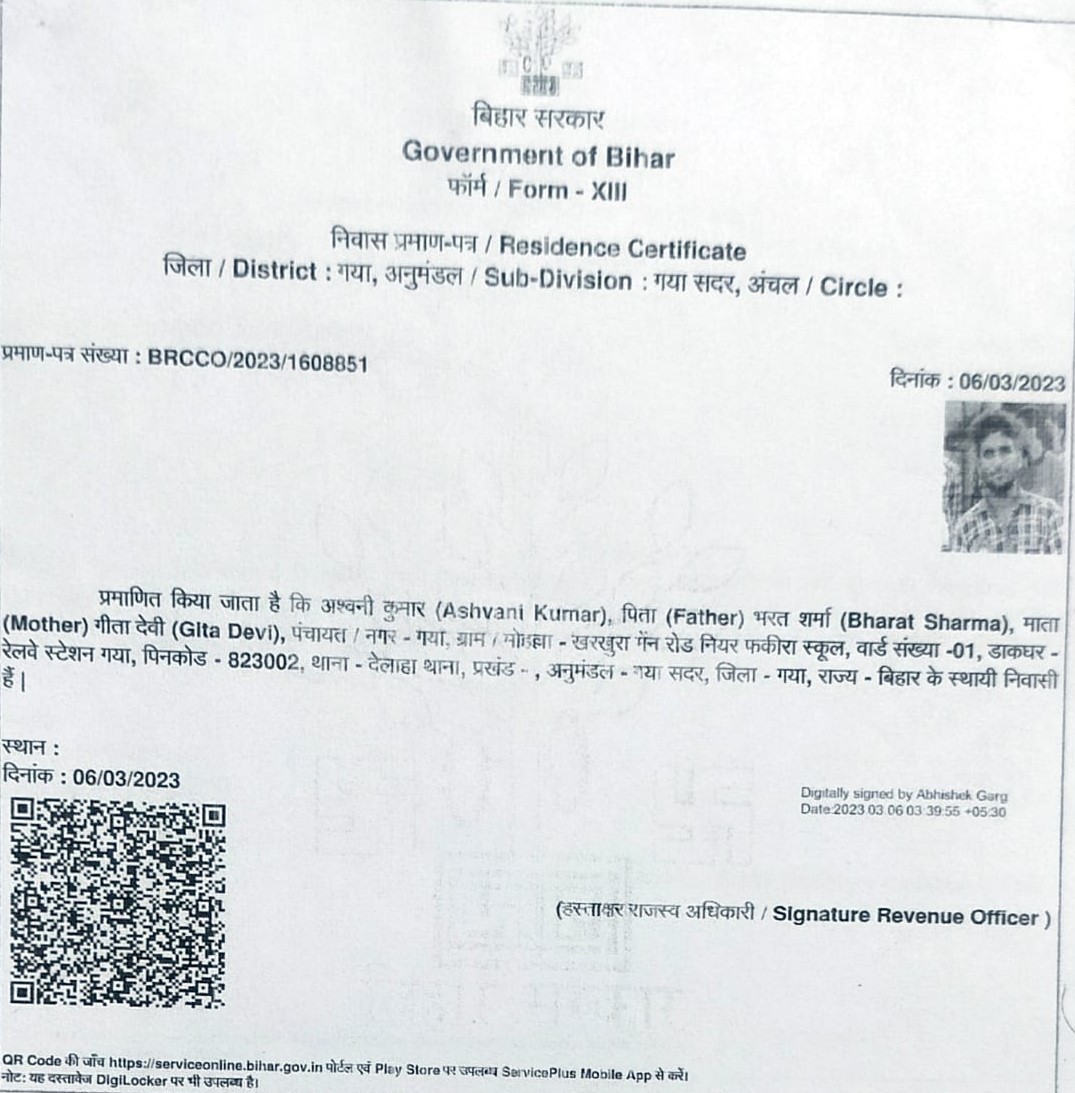 बिहार सरकार
Government of Bihar
फॉर्म / Form - XIII
निवास प्रमाण-पत्र / Residence Certificate
जिला / District : गया, अनुमंडल / Sub-Division : गया सदर, अंचल / Circle :
प्रमाण-पत्र संख्या : BRCCO/2023/1608851
दिनांक : 06/03/2023
प्रमाणित किया जाता है कि अश्वनी कुमार (Ashvani Kumar), पिता (Father) भरत शर्मा (Bharat Sharma), माता
(Mother) गीता देवी (Gita Devi), पंचायत / नगर - गया, ग्राम / मोहल्ला - खरखुरा मेंन रोड नियर फकीरा स्कूल, वार्ड संख्या -01, डाकघर -
रेलवे स्टेशन गया, पिनकोड - 823002, थाना - देलाहा थाना, प्रखंड - , अनुमंडल - गया सदर, जिला - गया, राज्य - बिहार के स्थायी निवासी
हैं |
स्थान :
दिनांक : 06/03/2023
Digitally signed by Abhishek Garg
Date:2023 03 06 03 39:55 +05:30
(हस्ताक्षर राजस्व अधिकारी / Signature Revenue Officer )
QR Code की जाँच https://serviceonline.bihar.gov.in पोर्टल एवं Play Store पर उपलब्ध ServicePlus Mobile App से करें।
नोट: यह दस्तावेज DigiLocker पर भी उपलब्ध है।